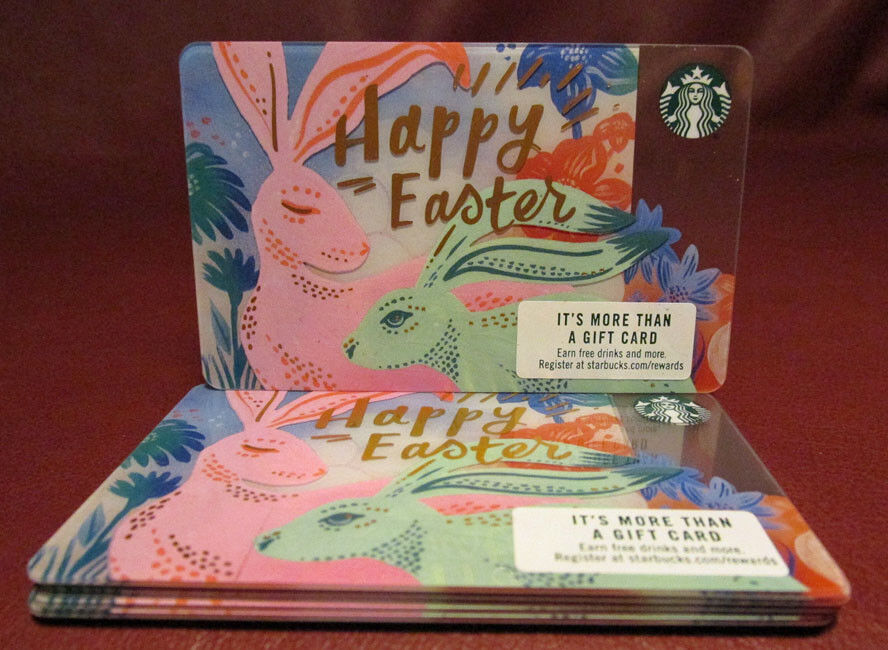 Happy
Easter
IT'S MORE THAN
A GIFT CARD
Earn free drinks and more.
Register at starbucks.com/rewards
Happy
Easter
IT'S MORE THAN
A GIFT CARD
Earn free drinks and more.
Register at starbucks.com/rewards